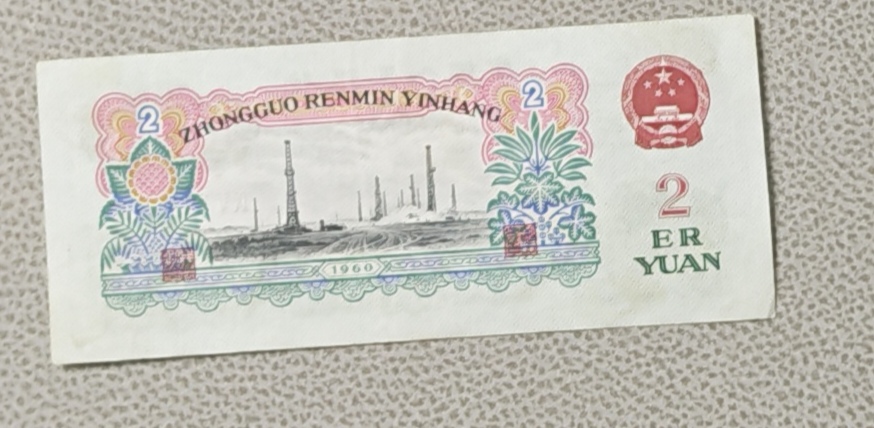 2
2
ZHONGGUO RENMIN YINHANG
2
ER
YUAN
1960